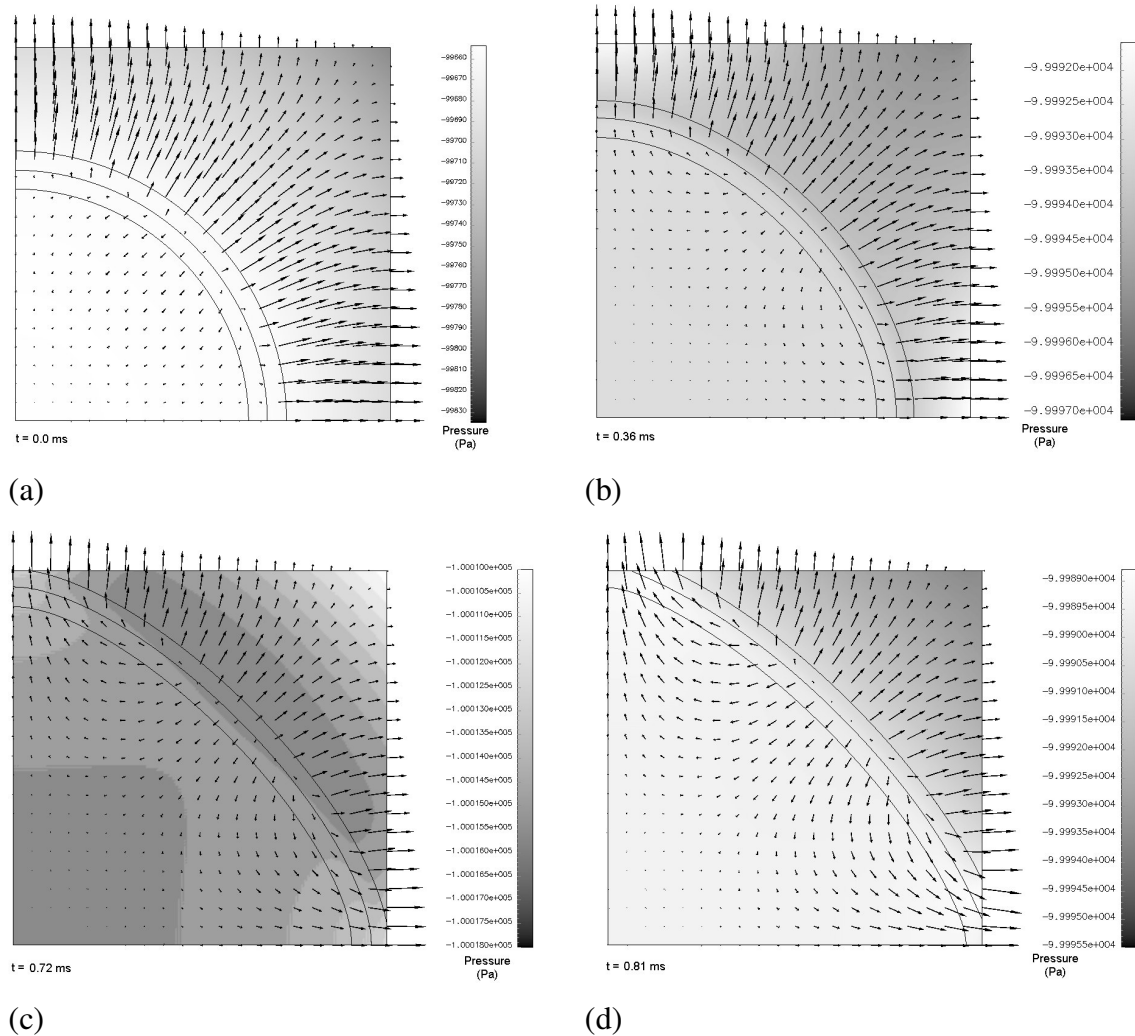 -99660
-99670
-99680
-99690
-99700
-99710
-99720
-99730
-99740
-99750
-99760
-99770
-99780
-99790
-99800
-99810
-99820
-99830
t = 0.0 ms
Pressure
(Pa)
(a)
-9.99920e+004
-9.99925e+004
-9.99930e+004
-9.99935e+004
-9.99940e+004
-9.99945e+004
-9.99950e+004
-9.99955e+004
-9.99960e+004
-9.99965e+004
-9.99970e+004
t = 0.36 ms
Pressure
(Pa)
(b)
-1.000100e+005
-1.000105e+005
-1.000110e+005
-1.000115e+005
-1.000120e+005
-1.000125e+005
-1.000130e+005
-1.000135e+005
-1.000140e+005
-1.000145e+005
-1.000150e+005
-1.000155e+005
-1.000160e+005
-1.000165e+005
-1.000170e+005
-1.000175e+005
-1.000180e+005
t = 0.72 ms
Pressure
(Pa)
(c)
-9.99890e+004
-9.99895e+004
-9.99900e+004
-9.99905e+004
-9.99910e+004
-9.99915e+004
-9.99920e+004
-9.99925e+004
-9.99930e+004
-9.99935e+004
-9.99940e+004
-9.99945e+004
-9.99950e+004
-9.99955e+004
t = 0.81 ms
Pressure
(Pa)
(d)